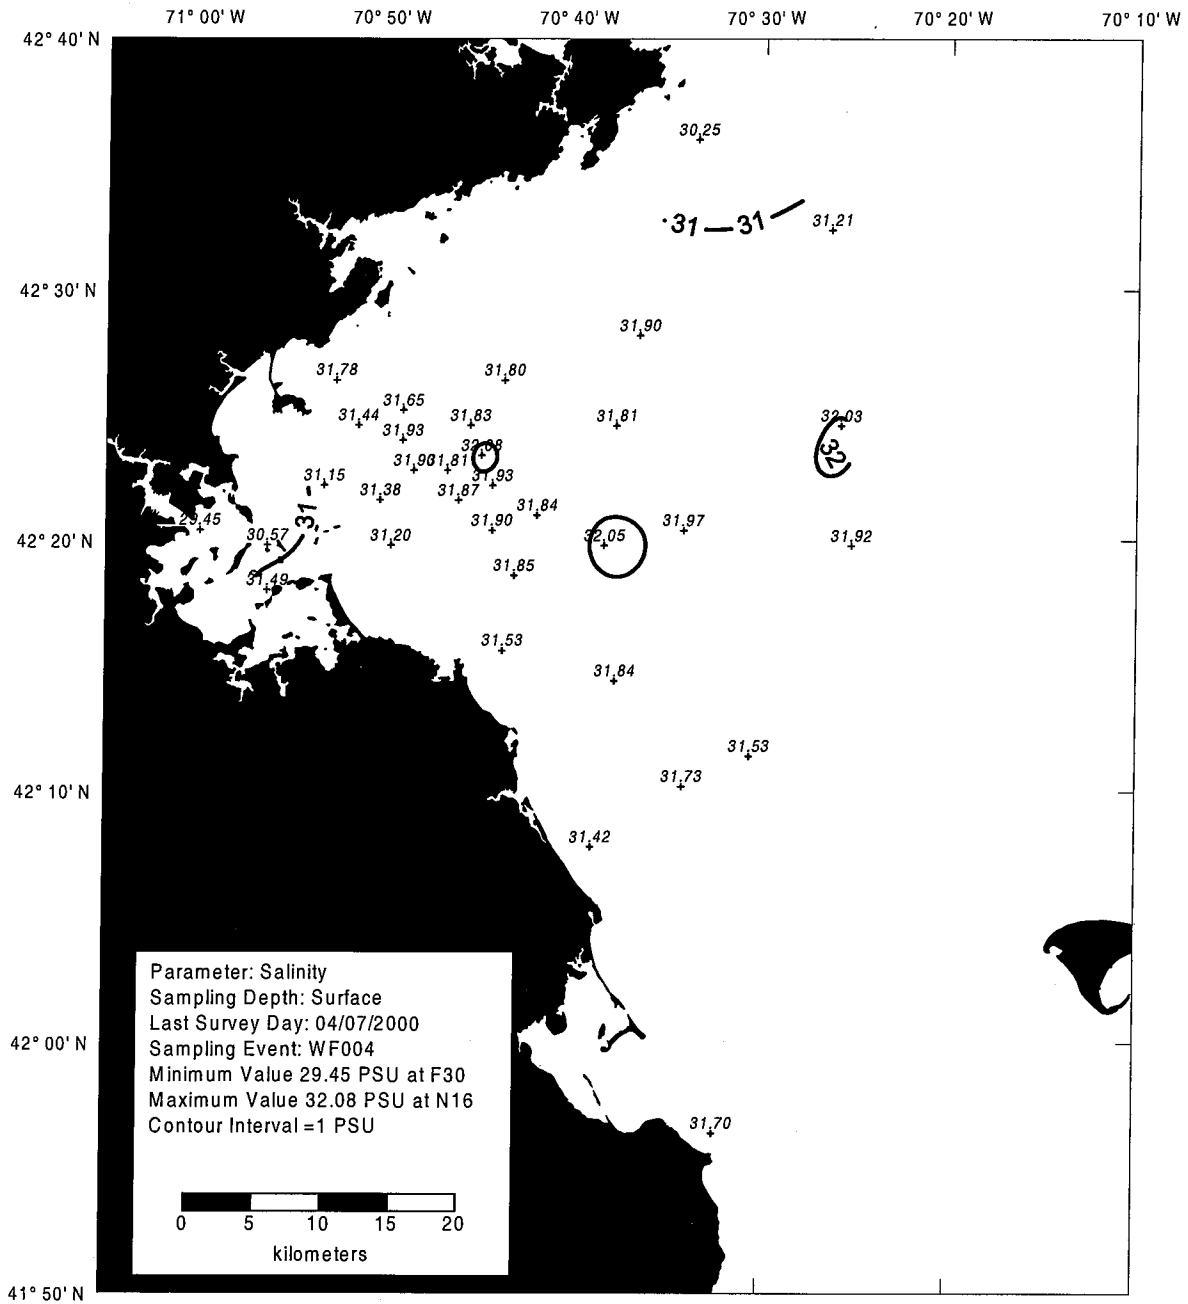 71° 00' W 70° 50' W 70° 40' W 70° 30' W 70° 20' W 70° 10' W
42° 40' N
30.25
31 31
31.21
42° 30' N
31.90
31.78 31.80
31.65
31.44 31.83 31.81 32.03
31.93
32.08
32
31.90 31.81
31.15 31.93
31.38 31.87
31.84
31
29.45 31.90 31.97
42° 20' N
30.57 31.20 32.05 31.92
31.85
31.49
31.53
31.84
31.53
31.73
42° 10' N
31.42
Parameter: Salinity
Sampling Depth: Surface
Last Survey Day: 04/07/2000
42° 00' N
Sampling Event: WF004
Minimum Value 29.45 PSU at F30
Maximum Value 32.08 PSU at N16
Contour Interval =1 PSU
31.70
0 5 10 15 20
kilometers
41° 50' N